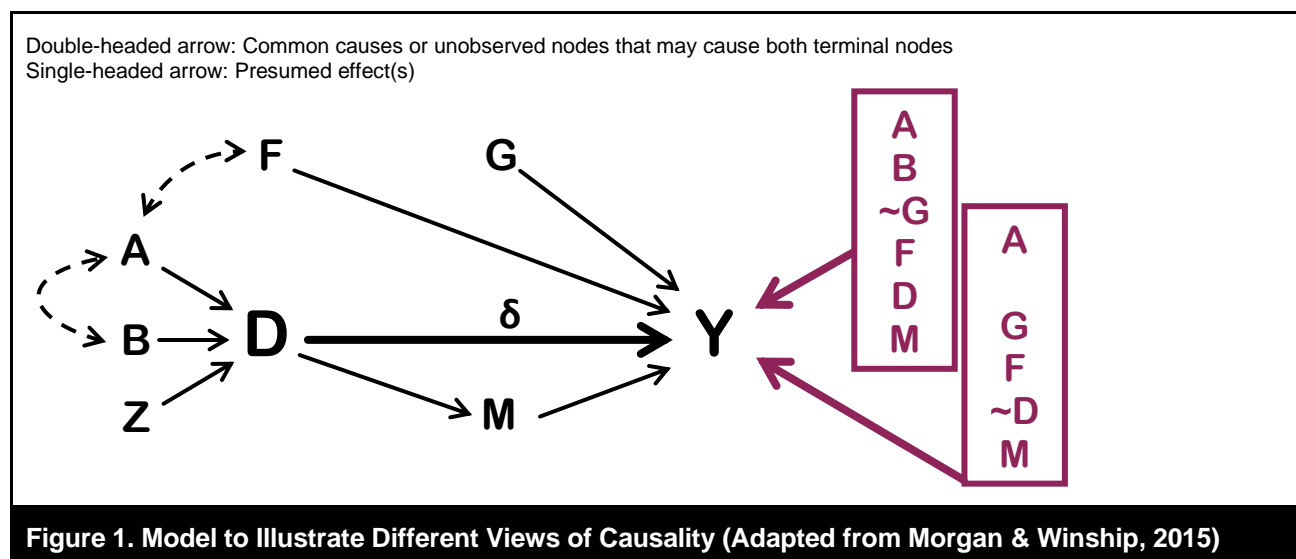 Double-headed arrow: Common causes or unobserved nodes that may cause both terminal nodes
Single-headed arrow: Presumed effect(s)
F
G
A
B
Z
D
δ
M
Y
A
B
~G
F
D
M
A
G
F
~D
M
Figure 1. Model to Illustrate Different Views of Causality (Adapted from Morgan & Winship, 2015)